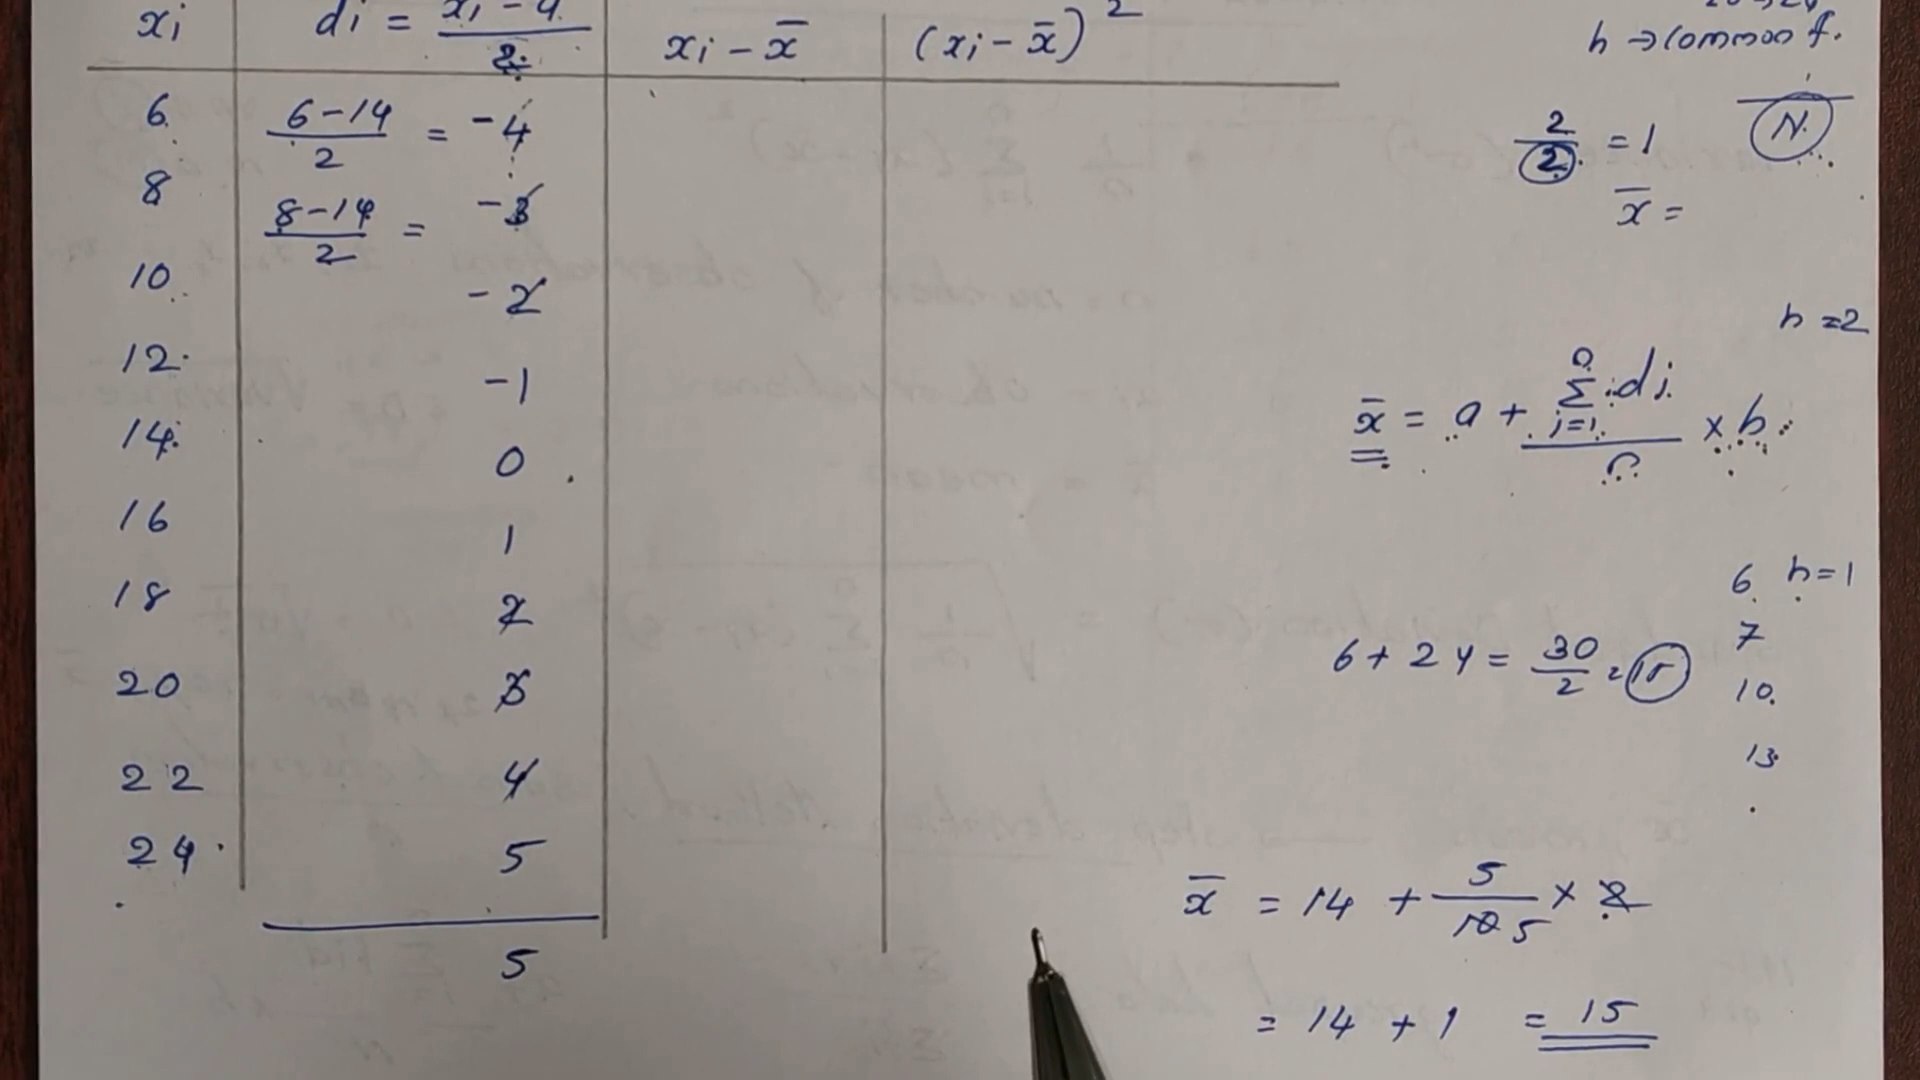 xi di = xi - a / 2 xi - x̄ (xi - x̄)²
h → common f.
6 6-14/2 = -4
8 8-14/2 = -3
10 -2
12 -1
14 0
16 1
18 2
20 3
22 4
24 5
5
2/2 = 1 N
x̄ =
h = 2
x̄ = a + Σ di / n × h
i=1
6 h=1
7
10
13
6 + 24 = 30/2 = 15
x̄ = 14 + 5/10 5 × 2
= 14 + 1 = 15